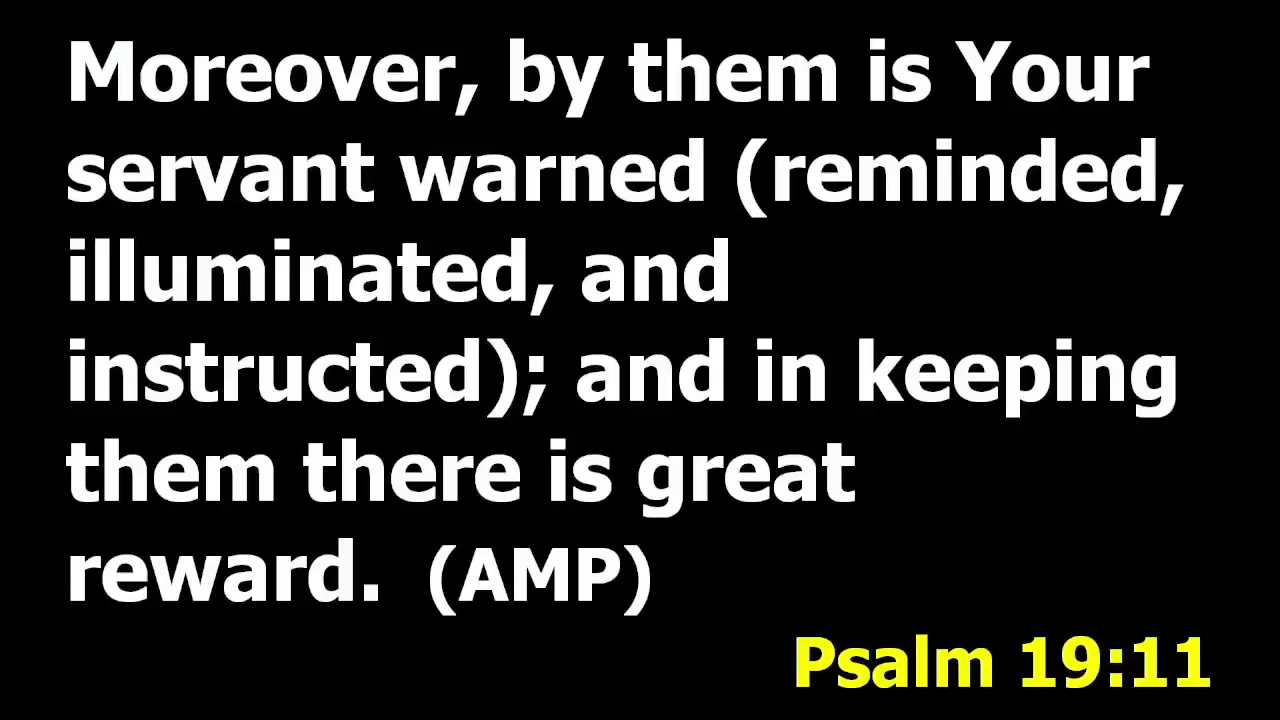 Moreover, by them is Your
servant warned (reminded,
illuminated, and
instructed); and in keeping
them there is great
reward. (AMP)
Psalm 19:11